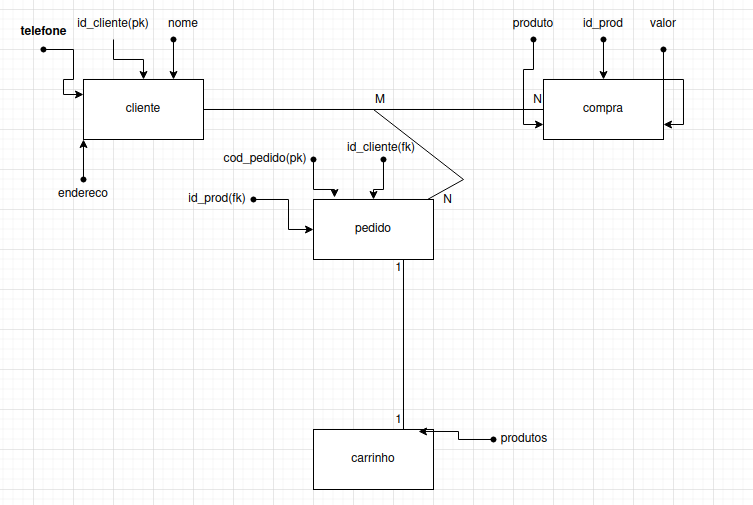 telefone
id_cliente(pk)
nome
produto
id_prod
valor
cliente
M
N
compra
endereco
cod_pedido(pk)
id_cliente(fk)
id_prod(fk)
N
pedido
1
1
carrinho
produtos